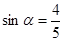 sin α = 4/5